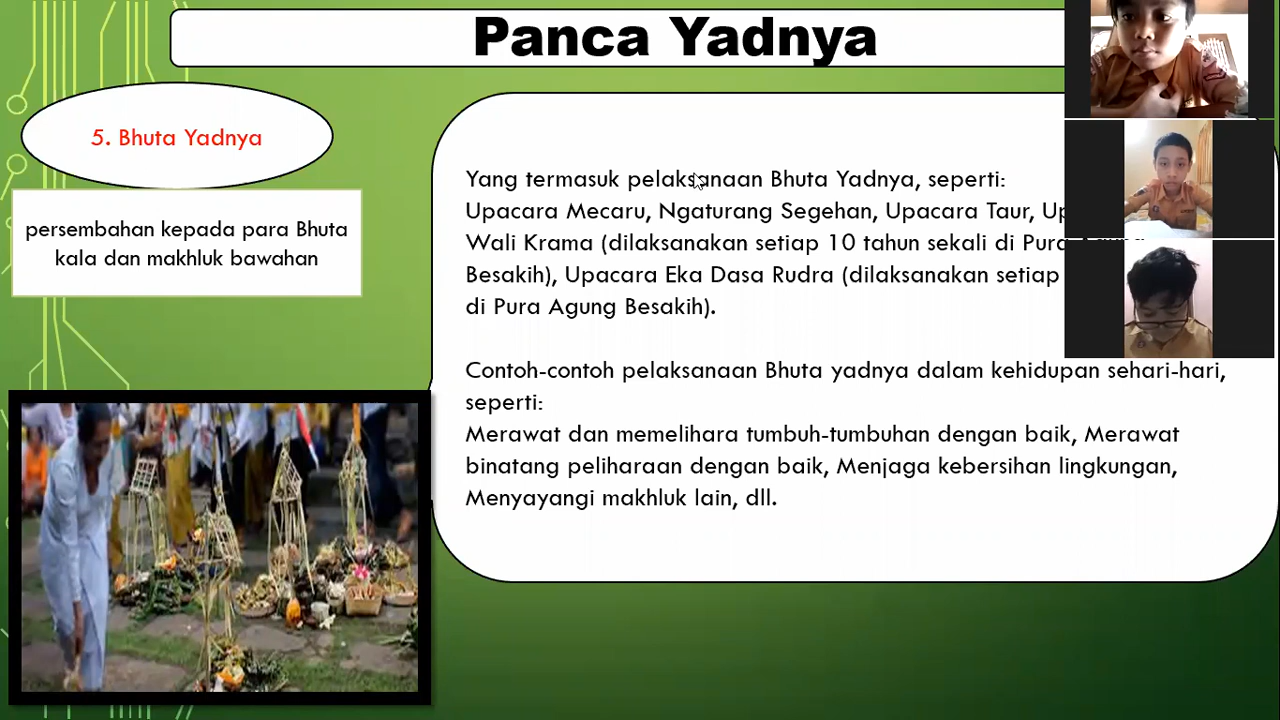 Panca Yadnya
5. Bhuta Yadnya
persembahan kepada para Bhuta
kala dan makhluk bawahan
Yang termasuk pelaksanaan Bhuta Yadnya, seperti:
Upacara Mecaru, Ngaturang Segehan, Upacara Taur,
Wali Krama (dilaksanakan setiap 10 tahun sekali di Pura Agung
Besakih), Upacara Eka Dasa Rudra (dilaksanakan setiap
di Pura Agung Besakih).
Contoh-contoh pelaksanaan Bhuta yadnya dalam kehidupan sehari-hari,
seperti:
Merawat dan memelihara tumbuh-tumbuhan dengan baik, Merawat
binatang peliharaan dengan baik, Menjaga kebersihan lingkungan,
Menyayangi makhluk lain, dll.